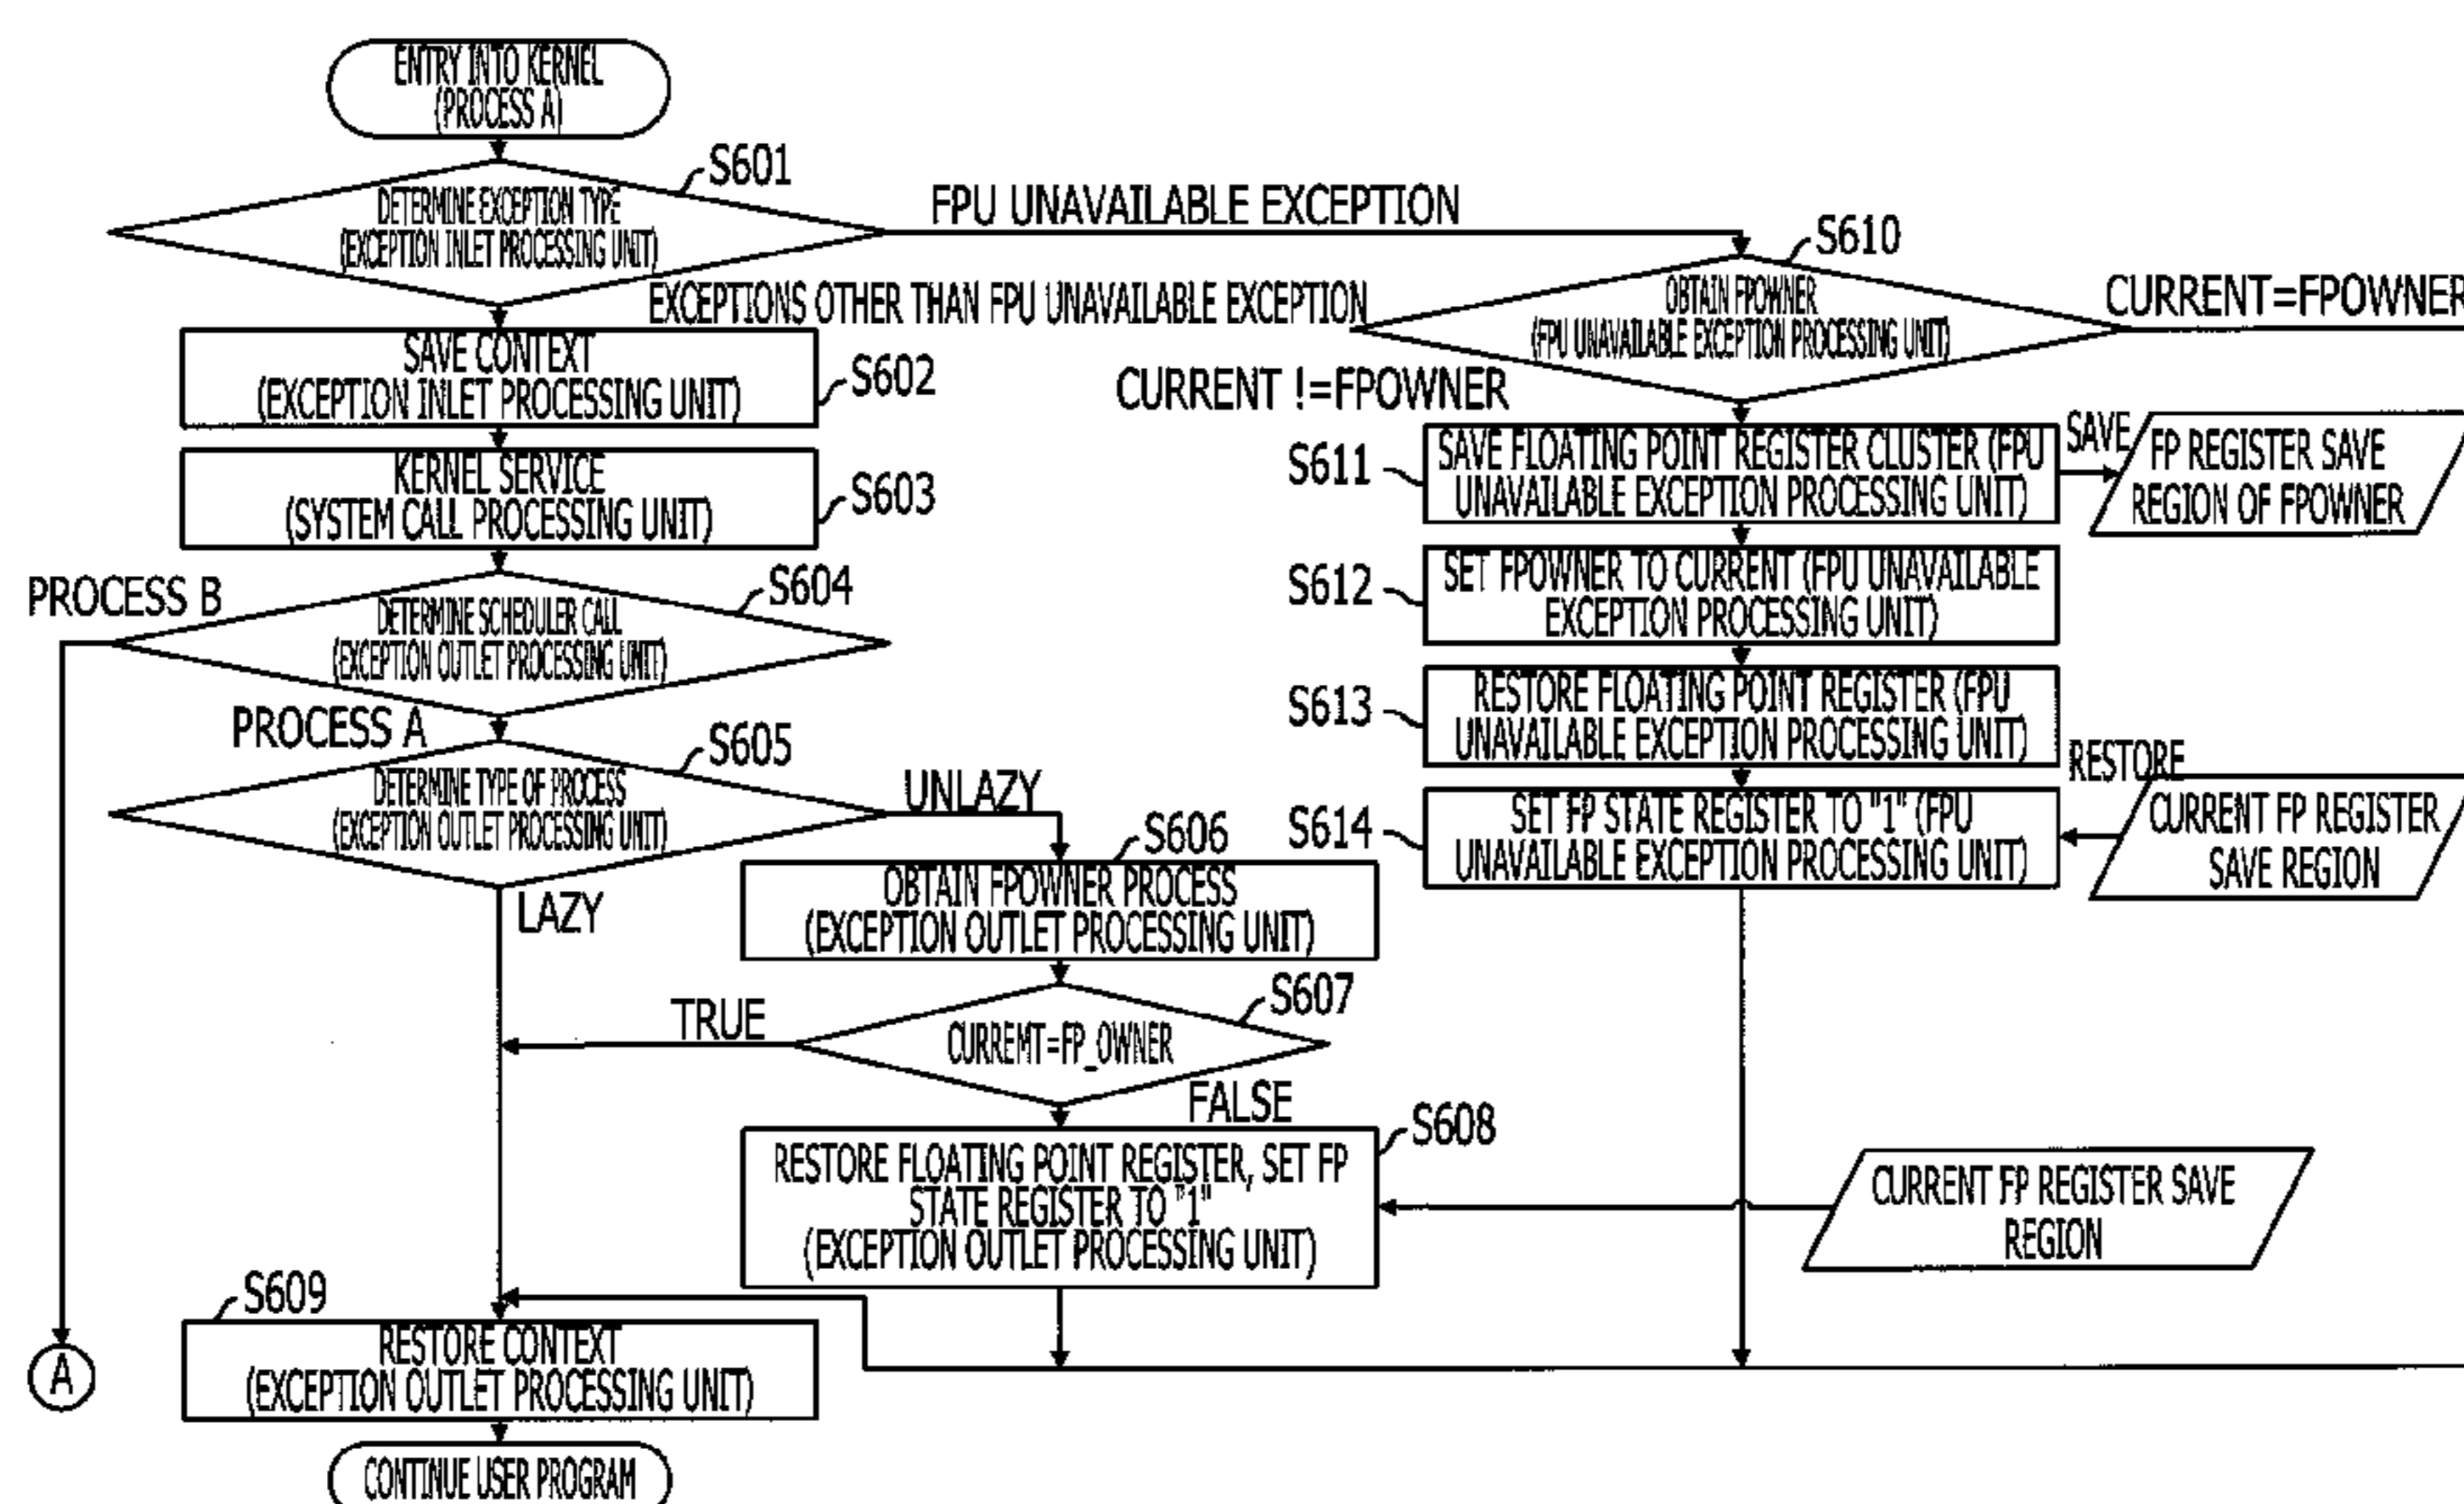 ENTRY INTO KERNEL
(PROCESS A)
S601
DETERMINE EXCEPTION TYPE
(EXCEPTION INLET PROCESSING UNIT)
FPU UNAVAILABLE EXCEPTION
EXCEPTIONS OTHER THAN FPU UNAVAILABLE EXCEPTION
SAVE CONTEXT
(EXCEPTION INLET PROCESSING UNIT)
S602
KERNEL SERVICE
(SYSTEM CALL PROCESSING UNIT)
S603
PROCESS B
S604
DETERMINE SCHEDULER CALL
(EXCEPTION OUTLET PROCESSING UNIT)
PROCESS A
S605
DETERMINE TYPE OF PROCESS
(EXCEPTION OUTLET PROCESSING UNIT)
UNLAZY
LAZY
S606
OBTAIN FPOWNER PROCESS
(EXCEPTION OUTLET PROCESSING UNIT)
S607
CURREMT=FP_OWNER
TRUE
FALSE
S608
RESTORE FLOATING POINT REGISTER, SET FP
STATE REGISTER TO "1"
(EXCEPTION OUTLET PROCESSING UNIT)
CURRENT FP REGISTER SAVE
REGION
S609
RESTORE CONTEXT
(EXCEPTION OUTLET PROCESSING UNIT)
A
CONTINUE USER PROGRAM
S610
OBTAIN FPOWNER
(FPU UNAVAILABLE EXCEPTION PROCESSING UNIT)
CURRENT=FPOWNER
CURRENT !=FPOWNER
S611
SAVE FLOATING POINT REGISTER CLUSTER (FPU
UNAVAILABLE EXCEPTION PROCESSING UNIT)
SAVE
FP REGISTER SAVE
REGION OF FPOWNER
S612
SET FPOWNER TO CURRENT (FPU UNAVAILABLE
EXCEPTION PROCESSING UNIT)
S613
RESTORE FLOATING POINT REGISTER (FPU
UNAVAILABLE EXCEPTION PROCESSING UNIT)
RESTORE
S614
SET FP STATE REGISTER TO "1" (FPU
UNAVAILABLE EXCEPTION PROCESSING UNIT)
CURRENT FP REGISTER
SAVE REGION